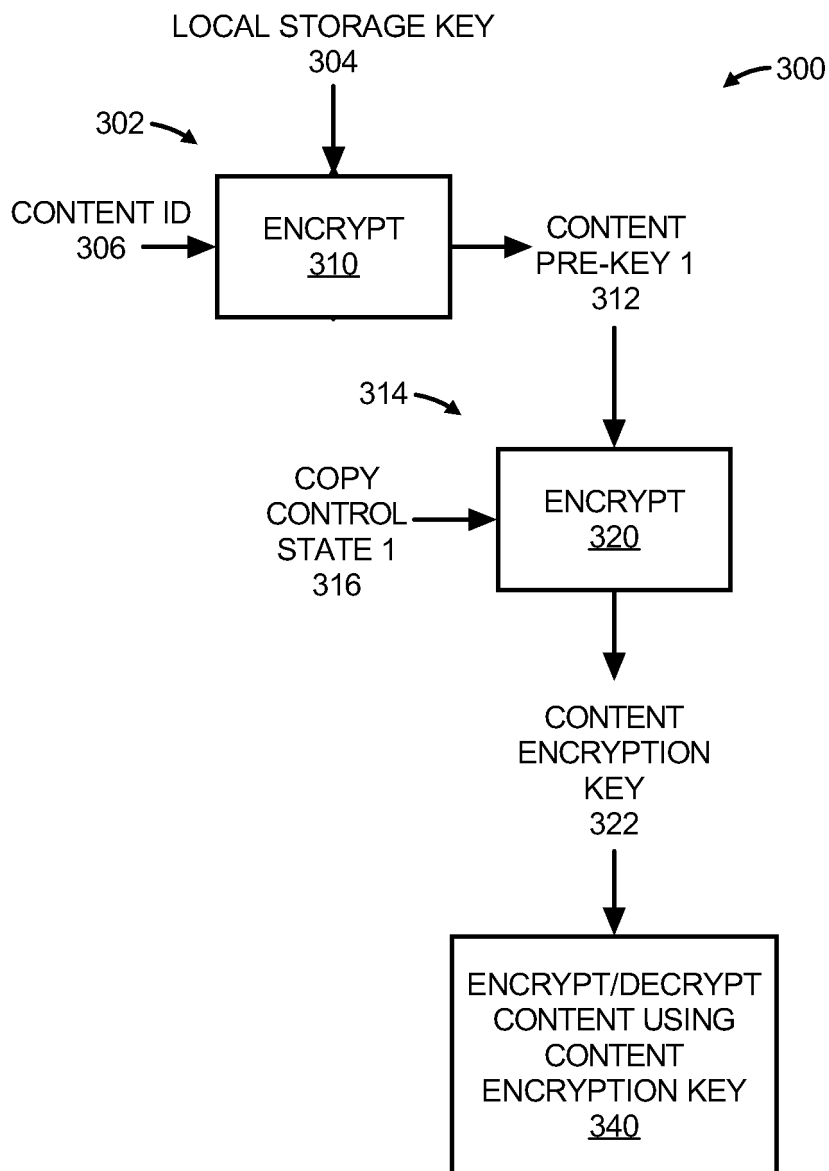 LOCAL STORAGE KEY
304
300
302
CONTENT ID
306
ENCRYPT
310
CONTENT
PRE-KEY 1
312
314
COPY
CONTROL
STATE 1
316
ENCRYPT
320
CONTENT
ENCRYPTION
KEY
322
ENCRYPT/DECRYPT
CONTENT USING
CONTENT
ENCRYPTION KEY
340